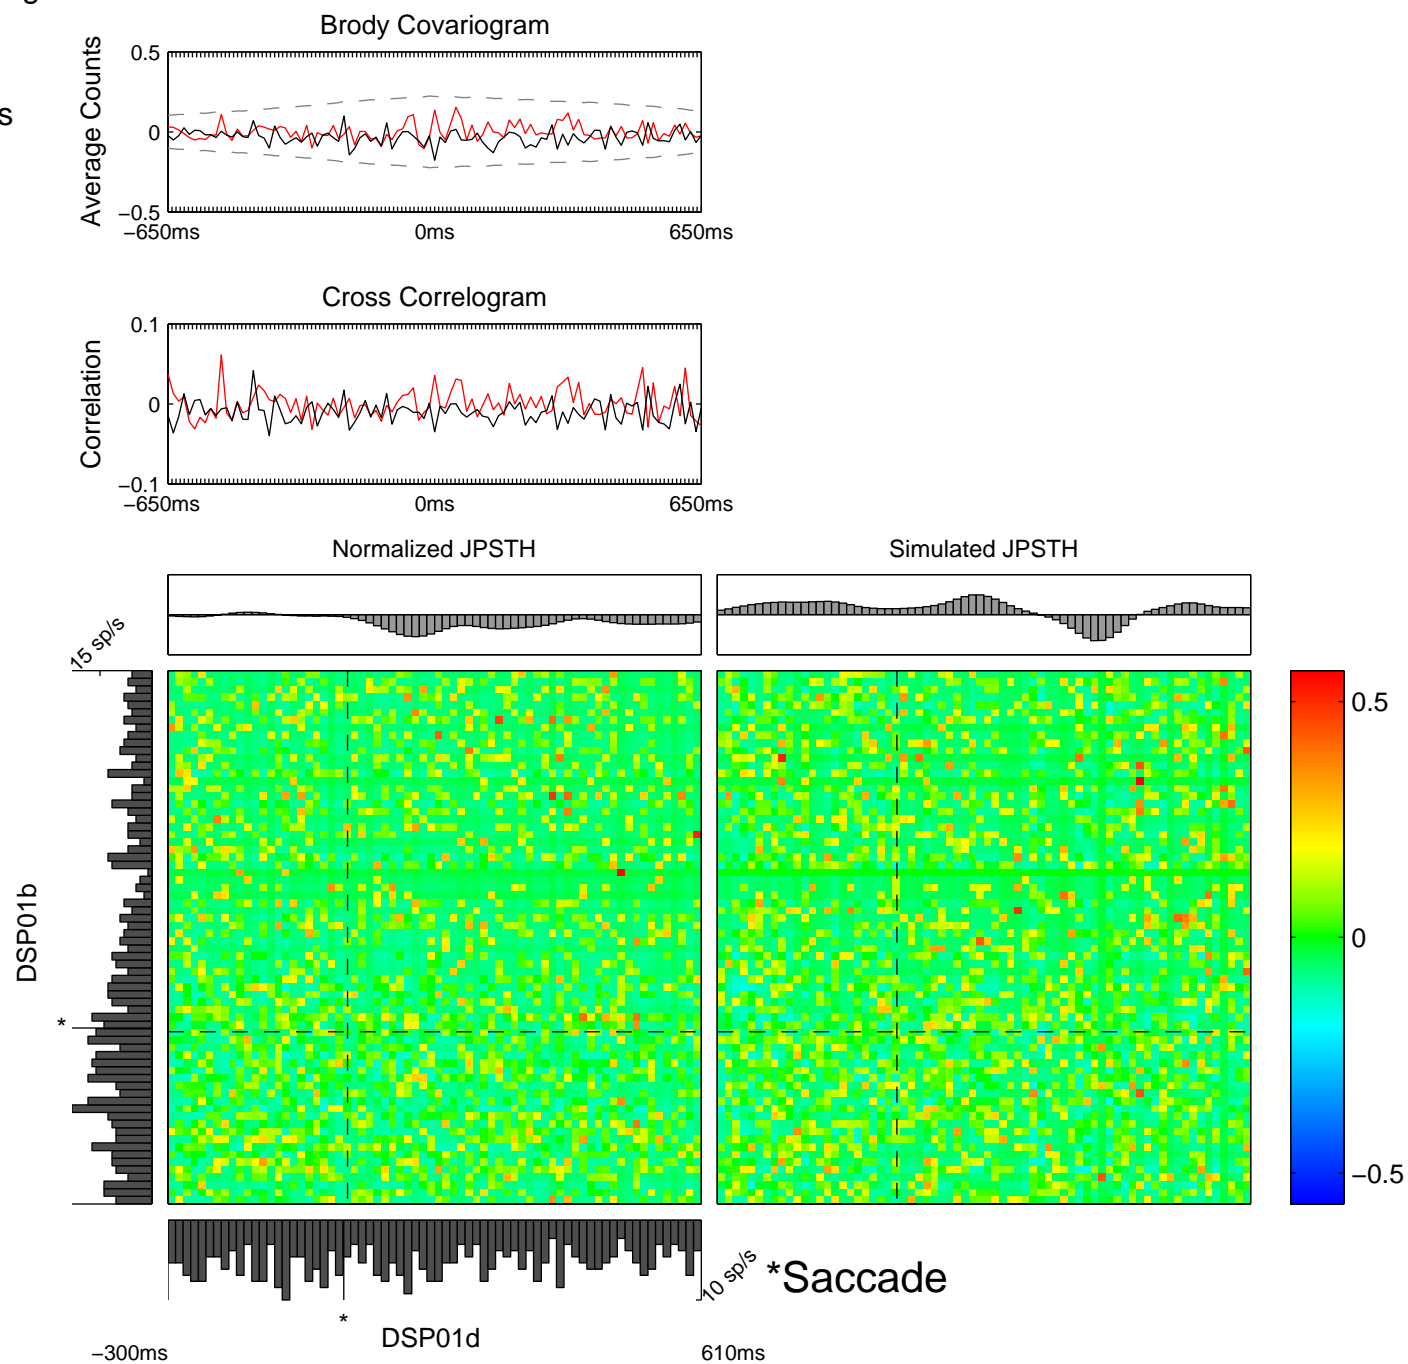 g
Brody Covariogram
s
Average Counts
0.5
0
−0.5
−650ms
0ms
650ms
Cross Correlogram
Correlation
0.1
0
−0.1
−650ms
0ms
650ms
Normalized JPSTH
Simulated JPSTH
15 sp/s
DSP01b
*
0.5
0
−0.5
10 sp/s
*Saccade
*
DSP01d
−300ms
610ms